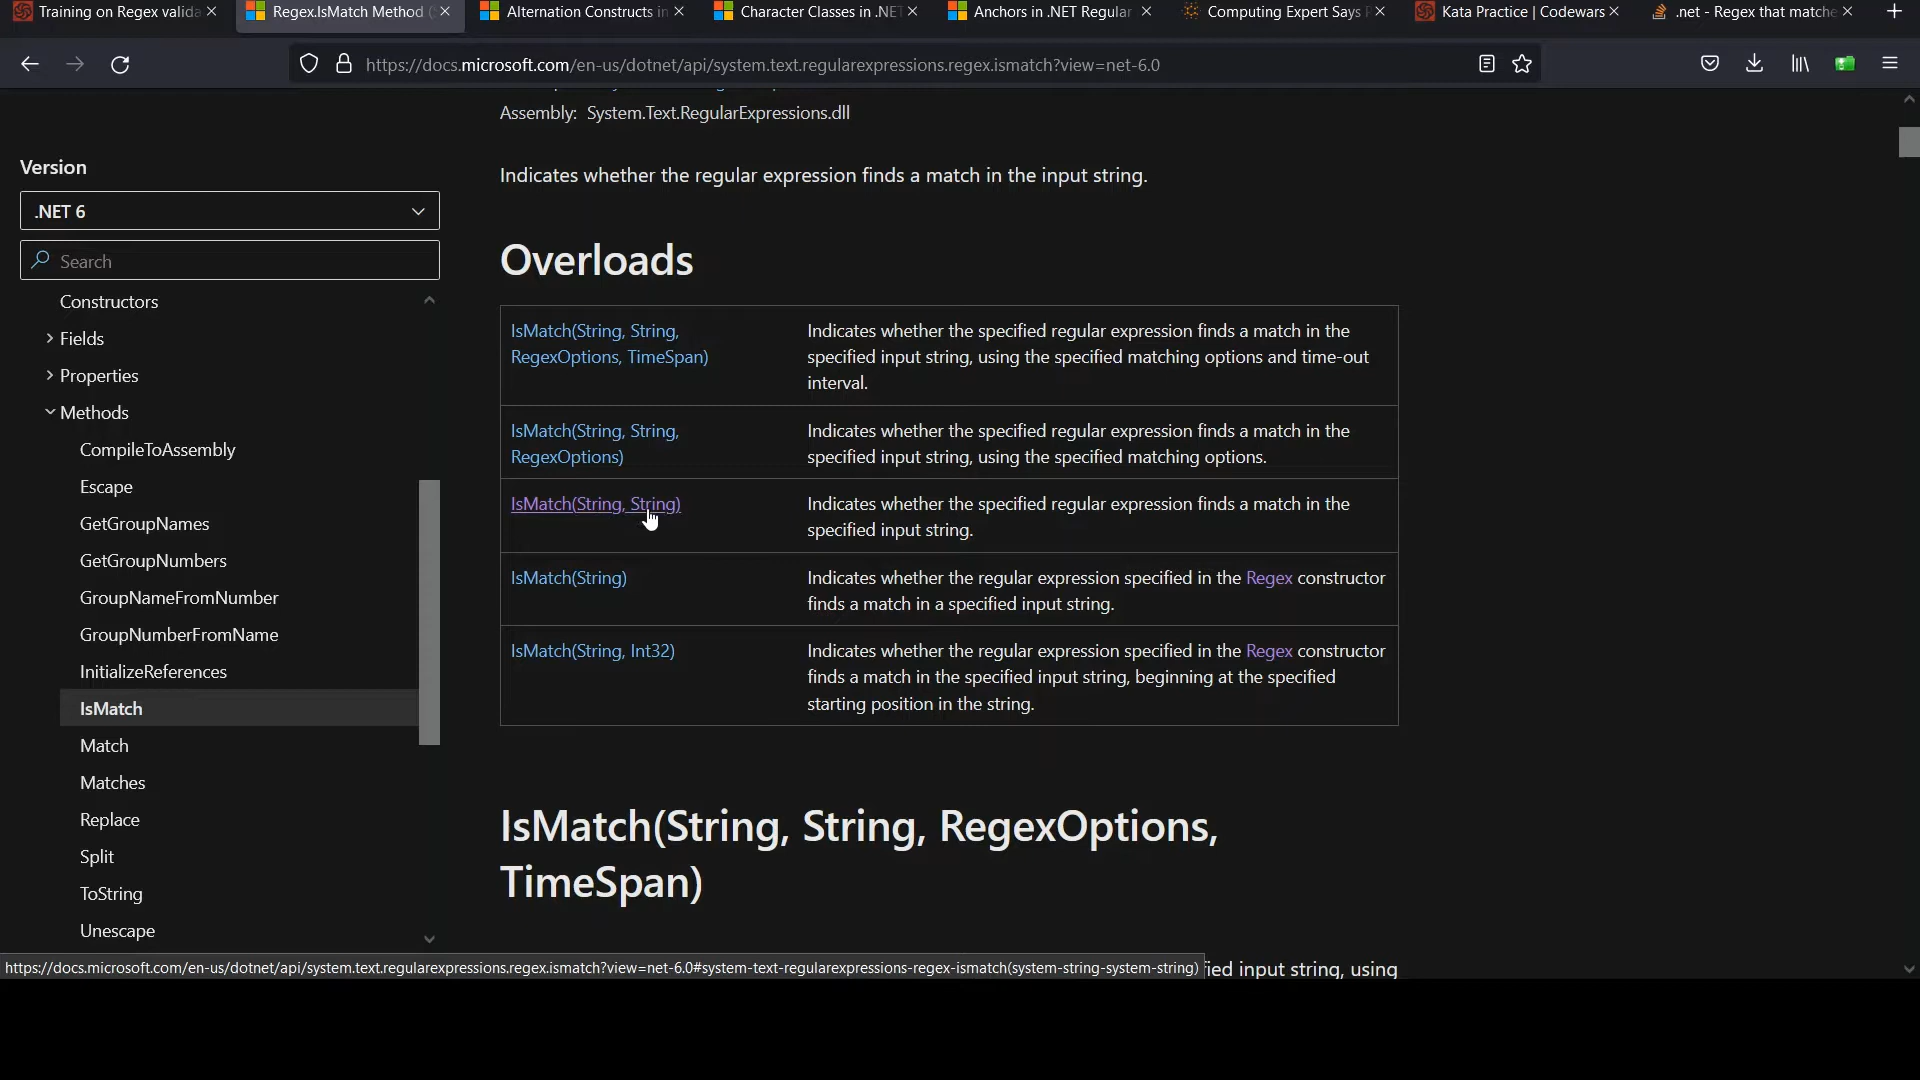 Training on Regex valida
Regex.IsMatch Method (
Alternation Constructs in
Character Classes in .NET
Anchors in .NET Regular
Computing Expert Says
Kata Practice | Codewars
.net - Regex that matche
https://docs.microsoft.com/en-us/dotnet/api/system.text.regularexpressions.regex.ismatch?view=net-6.0
Assembly: System.Text.RegularExpressions.dll
Indicates whether the regular expression finds a match in the input string.
Version
.NET 6
Search
Constructors
Fields
Properties
Methods
CompileToAssembly
Escape
GetGroupNames
GetGroupNumbers
GroupNameFromNumber
GroupNumberFromName
InitializeReferences
IsMatch
Match
Matches
Replace
Split
ToString
Unescape
Overloads
IsMatch(String, String,
RegexOptions, TimeSpan)
Indicates whether the specified regular expression finds a match in the
specified input string, using the specified matching options and time-out
interval.
IsMatch(String, String,
RegexOptions)
Indicates whether the specified regular expression finds a match in the
specified input string, using the specified matching options.
IsMatch(String, String)
Indicates whether the specified regular expression finds a match in the
specified input string.
IsMatch(String)
Indicates whether the regular expression specified in the Regex constructor
finds a match in a specified input string.
IsMatch(String, Int32)
Indicates whether the regular expression specified in the Regex constructor
finds a match in the specified input string, beginning at the specified
starting position in the string.
IsMatch(String, String, RegexOptions,
TimeSpan)
https://docs.microsoft.com/en-us/dotnet/api/system.text.regularexpressions.regex.ismatch?view=net-6.0#system-text-regularexpressions-regex-ismatch(system-string-system-string)
ied input string, using